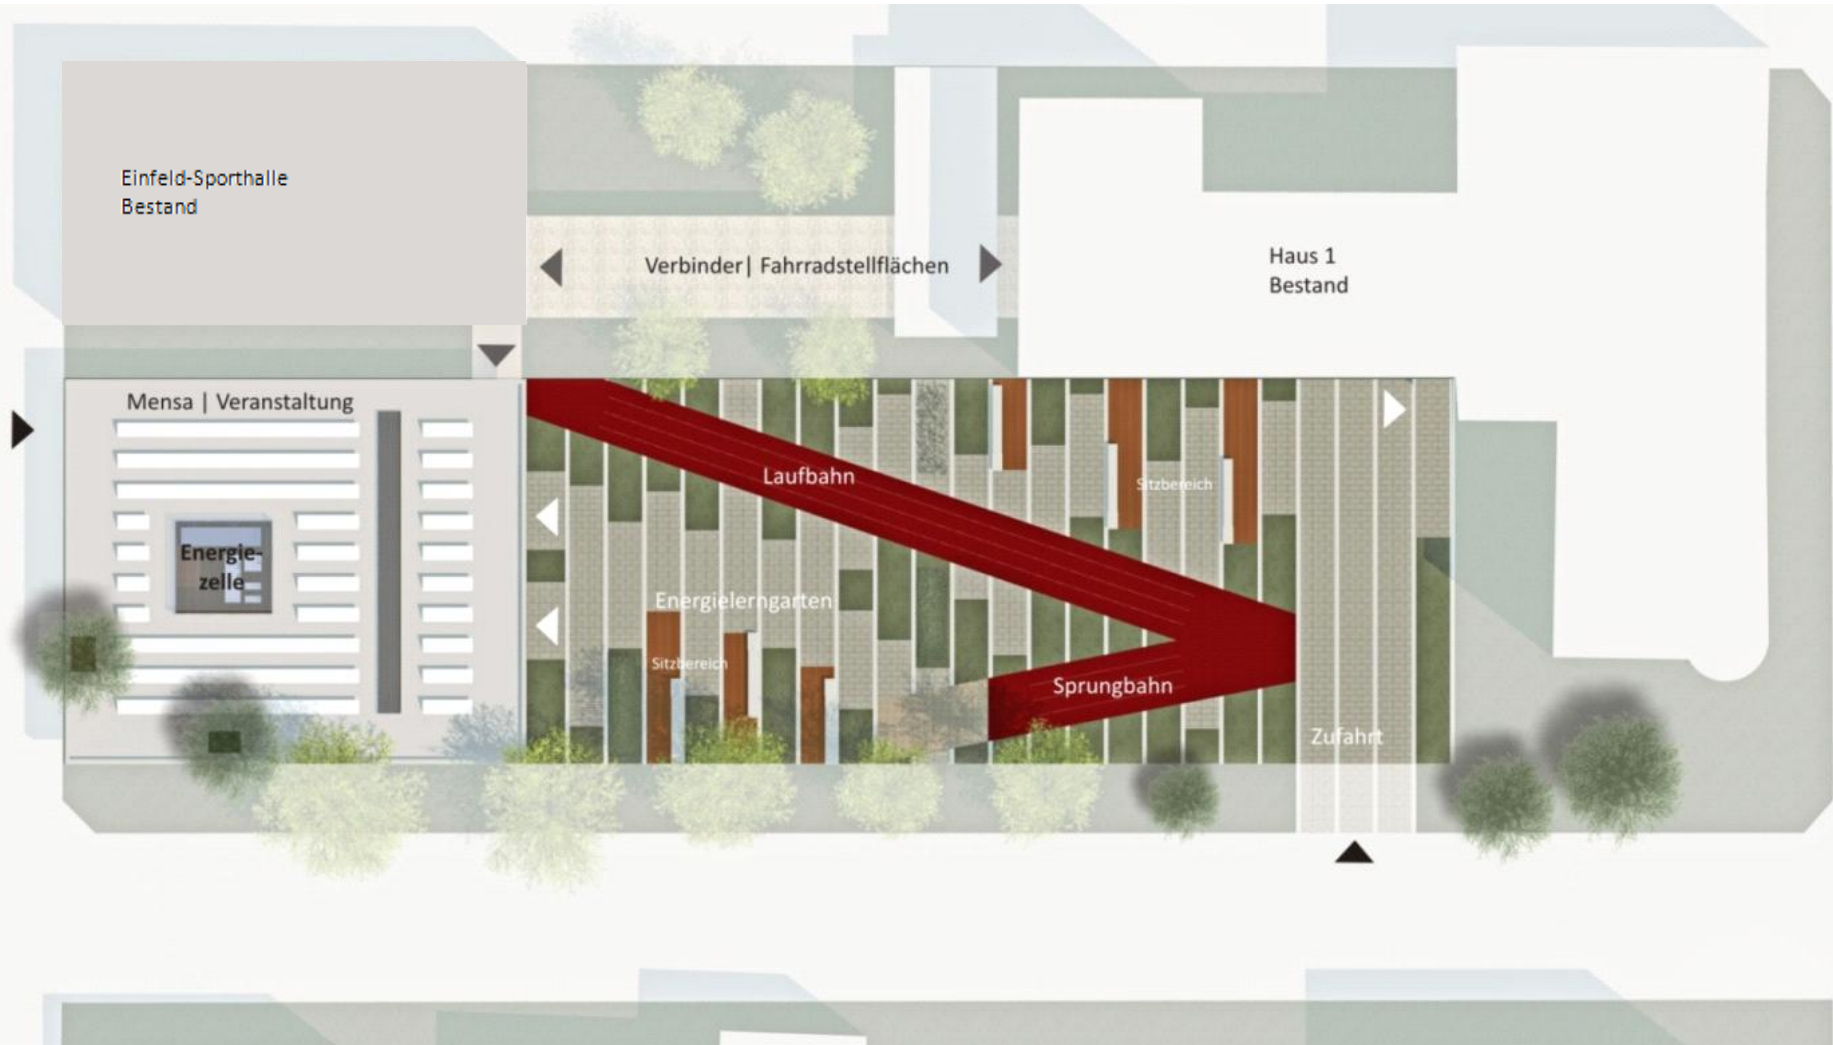 Einfeld-Sporthalle
Bestand
Verbinder| Fahrradstellflächen
Haus 1
Bestand
Mensa | Veranstaltung
Laufbahn
Sitzbereich
Energie-
zelle
Energielerngarten
Sitzbereich
Sprungbahn
Zufahrt